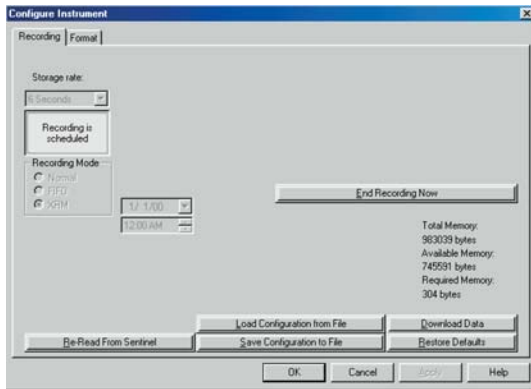 Configure Instrument
Recording
Format
Storage rate:
6 Seconds
Recording is
scheduled
Recording Mode
Normal
FIFO
XRM
1/ 1/00
12:00 AM
End Recording Now
Total Memory:
983039 bytes
Available Memory:
745591 bytes
Required Memory:
304 bytes
Load Configuration from File
Download Data
Re-Read From Sentinel
Save Configuration to File
Restore Defaults
OK
Cancel
Apply
Help